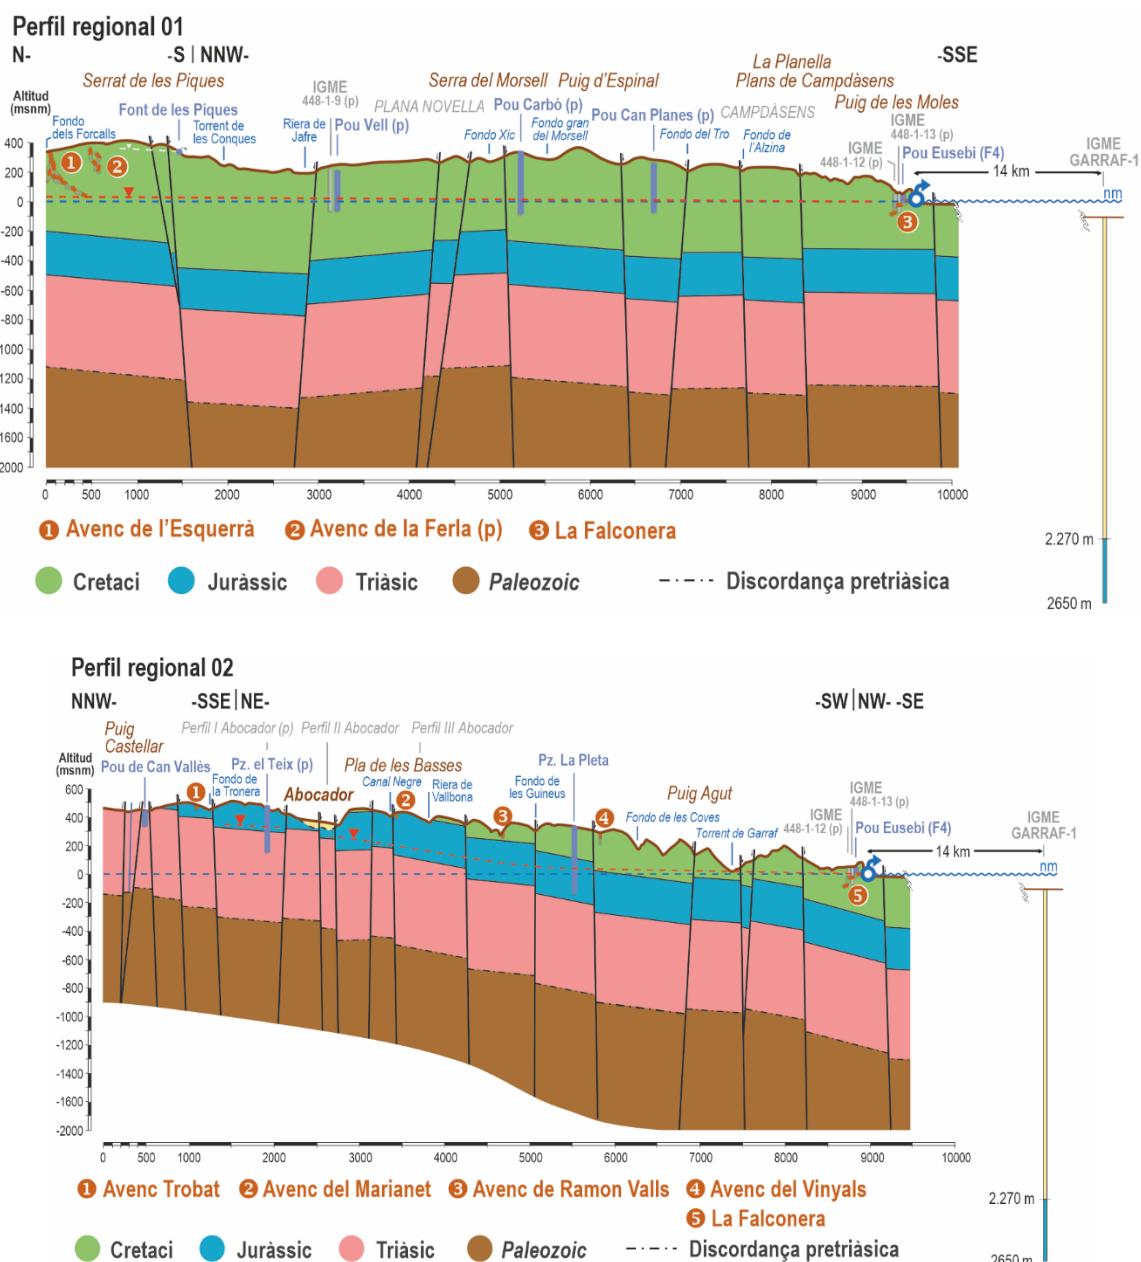 Perfil regional 01
N-
-S | NNW-
-SSE
La Planella
Serrat de les Piques
Serra del Morsell
Puig d'Espinal
Plans de Campdàsens
Altitud
(msnm)
Fondo
dels Forcalls
Font de les Piques
Torrent de
les Conques
IGME
448-1-9 (p)
Riera de
Jafre
Pou Vell (p)
PLANA NOVELLA
Pou Carbó (p)
Fondo Xic
Fondo gran
del Morsell
Pou Can Planes (p)
Fondo del Tro
CAMPDÀSENS
Fondo de
l'Alzina
Puig de les Moles
IGME
448-1-13 (p)
IGME
448-1-12 (p)
Pou Eusebi (F4)
14 km
IGME
GARRAF-1
nm
400
200
0
-200
-400
-600
-800
1000
1200
1400
1600
1800
2000
1
2
3
0 500 1000 2000 3000 4000 5000 6000 7000 8000 9000 10000
2.270 m
2650 m
1 Avenc de l'Esquerrà
2 Avenc de la Ferla (p)
3 La Falconera
Cretaci
Juràssic
Triàsic
Paleozoic
Discordança pretriàsica
Perfil regional 02
NNW-
-SSE | NE-
-SW | NW-
-SE
Puig
Castellar
Perfil I Abocador (p)
Perfil II Abocador
Perfil III Abocador
Altitud
(msnm)
Pou de Can Vallès
Fondo de
la Tronera
Pz. el Teix (p)
Abocador
Pla de les Basses
Canal Negre
Riera de
Vallbona
Fondo de
les Guineus
Pz. La Pleta
Puig Agut
Fondo de les Coves
Torrent de Garraf
IGME
448-1-13 (p)
IGME
448-1-12 (p)
Pou Eusebi (F4)
14 km
IGME
GARRAF-1
nm
600
400
200
0
-200
-400
-600
-800
-1000
-1200
-1400
-1600
-1800
-2000
1
2
3
4
5
0 500 1000 2000 3000 4000 5000 6000 7000 8000 9000 10000
2.270 m
2650 m
1 Avenc Trobat
2 Avenc del Marianet
3 Avenc de Ramon Valls
4 Avenc del Vinyals
5 La Falconera
Cretaci
Juràssic
Triàsic
Paleozoic
Discordança pretriàsica